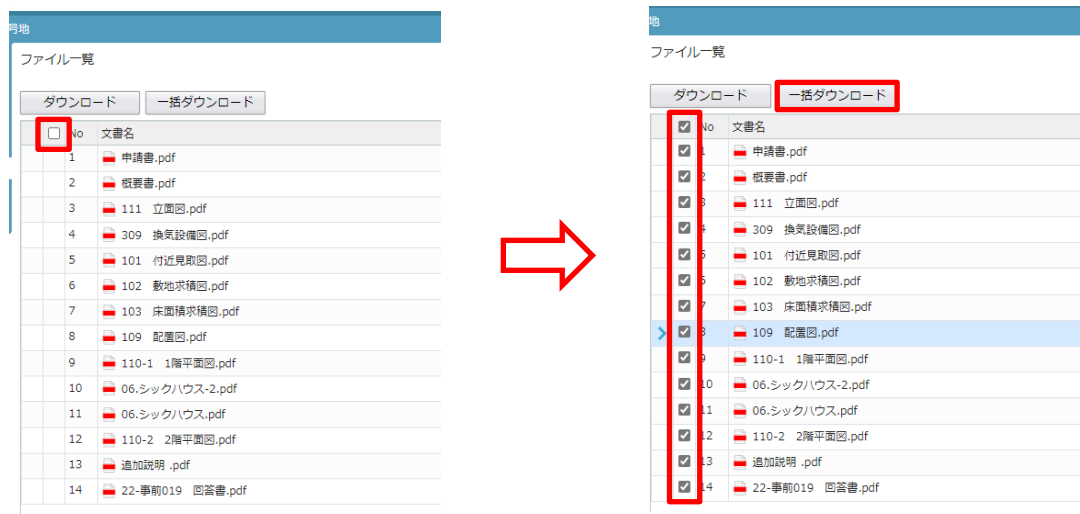 号地
ファイル一覧
ダウンロード 一括ダウンロード
No 文書名
1 申請書.pdf
2 概要書.pdf
3 111 立面図.pdf
4 309 換気設備図.pdf
5 101 付近見取図.pdf
6 102 敷地求積図.pdf
7 103 床面積求積図.pdf
8 109 配置図.pdf
9 110-1 1階平面図.pdf
10 06.シックハウス-2.pdf
11 06.シックハウス.pdf
12 110-2 2階平面図.pdf
13 追加説明 .pdf
14 22-事前019 回答書.pdf
地
ファイル一覧
ダウンロード 一括ダウンロード
No 文書名
1 申請書.pdf
2 概要書.pdf
3 111 立面図.pdf
4 309 換気設備図.pdf
5 101 付近見取図.pdf
6 102 敷地求積図.pdf
7 103 床面積求積図.pdf
8 109 配置図.pdf
9 110-1 1階平面図.pdf
10 06.シックハウス-2.pdf
11 06.シックハウス.pdf
12 110-2 2階平面図.pdf
13 追加説明 .pdf
14 22-事前019 回答書.pdf